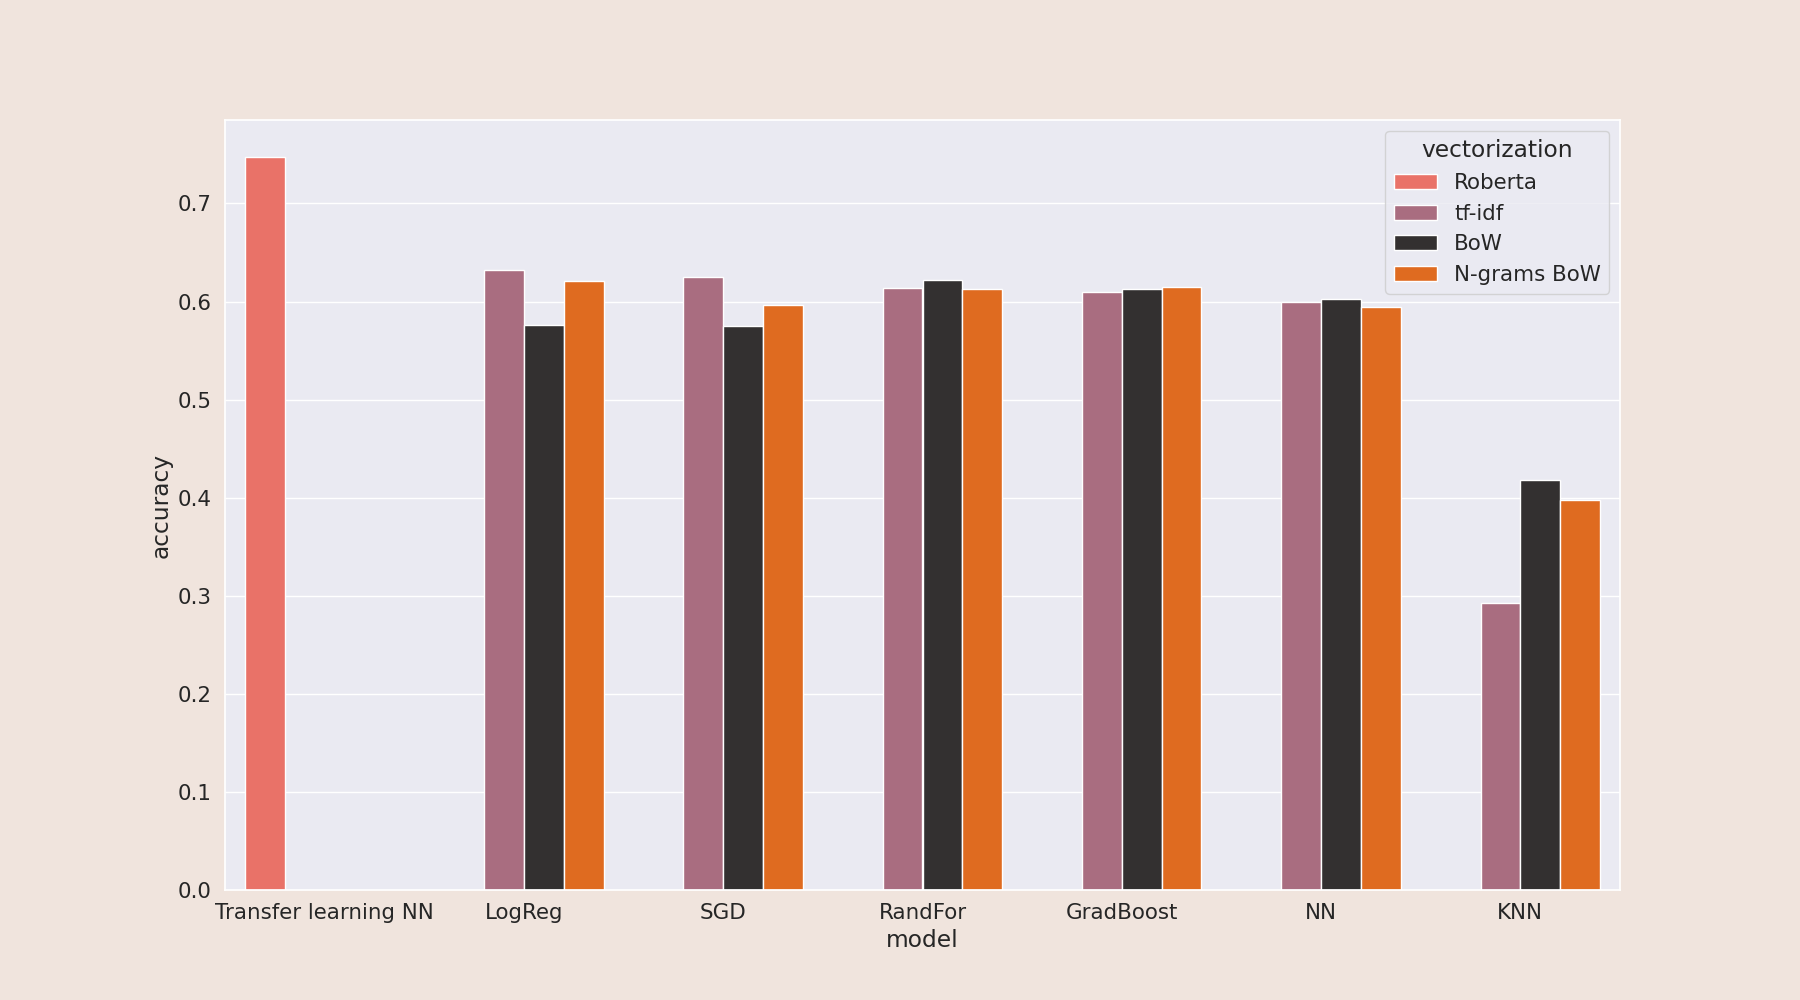 vectorization
Roberta
tf-idf
BoW
N-grams BoW
accuracy
0.7
0.6
0.5
0.4
0.3
0.2
0.1
0.0
Transfer learning NN LogReg SGD RandFor GradBoost NN KNN
model